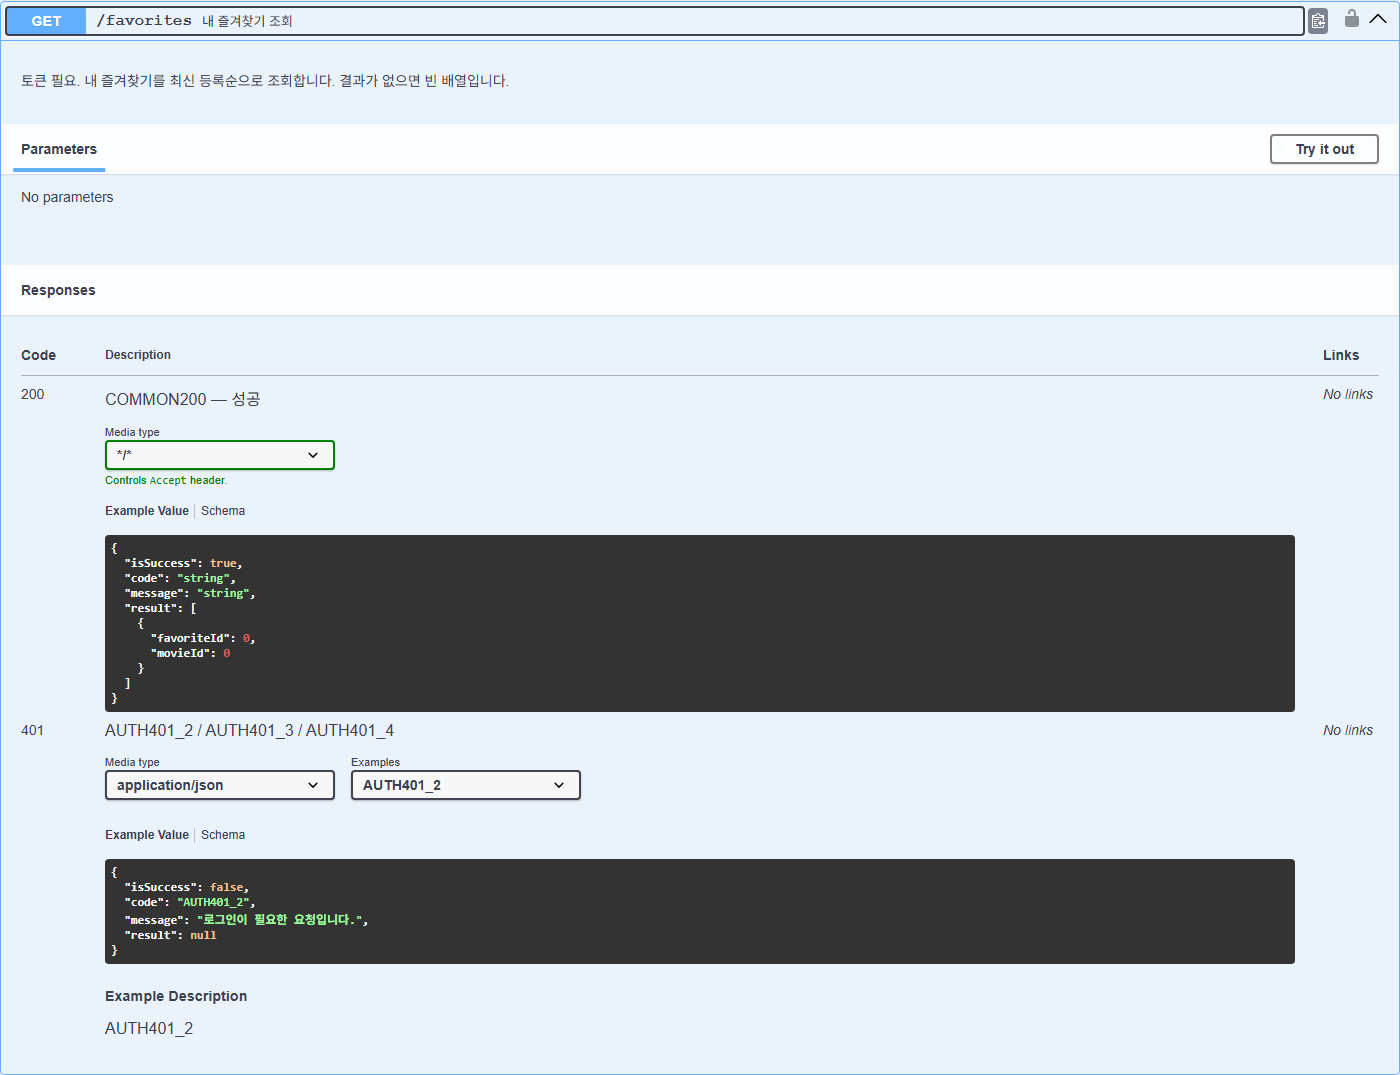 GET /favorites 내 즐겨찾기 조회
토큰 필요. 내 즐겨찾기를 최신 등록순으로 조회합니다. 결과가 없으면 빈 배열입니다.
Parameters
Try it out
No parameters
Responses
Code Description Links
200 COMMON200 — 성공 No links
Media type
*/*
Controls Accept header.
Example Value Schema
{
"isSuccess": true,
"code": "string",
"message": "string",
"result": [
{
"favoriteId": 0,
"movieId": 0
}
]
}
401 AUTH401_2 / AUTH401_3 / AUTH401_4 No links
Media type Examples
application/json AUTH401_2
Example Value Schema
{
"isSuccess": false,
"code": "AUTH401_2",
"message": "로그인이 필요한 요청입니다.",
"result": null
}
Example Description
AUTH401_2